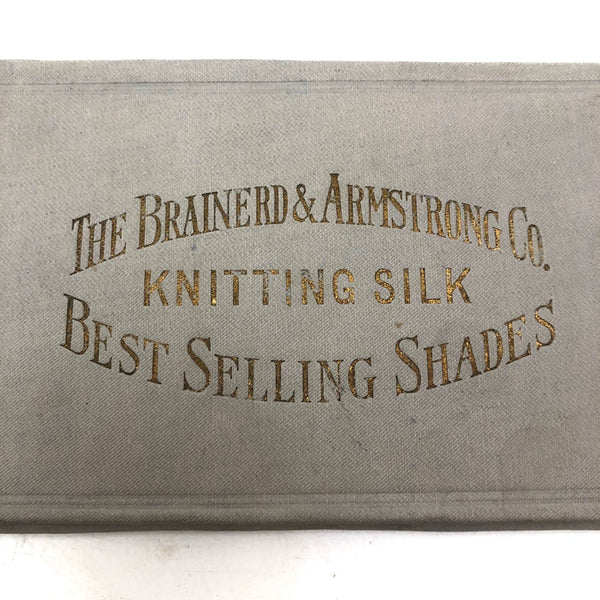 THE BRAINERD & ARMSTRONG CO.
KNITTING SILK
BEST SELLING SHADES